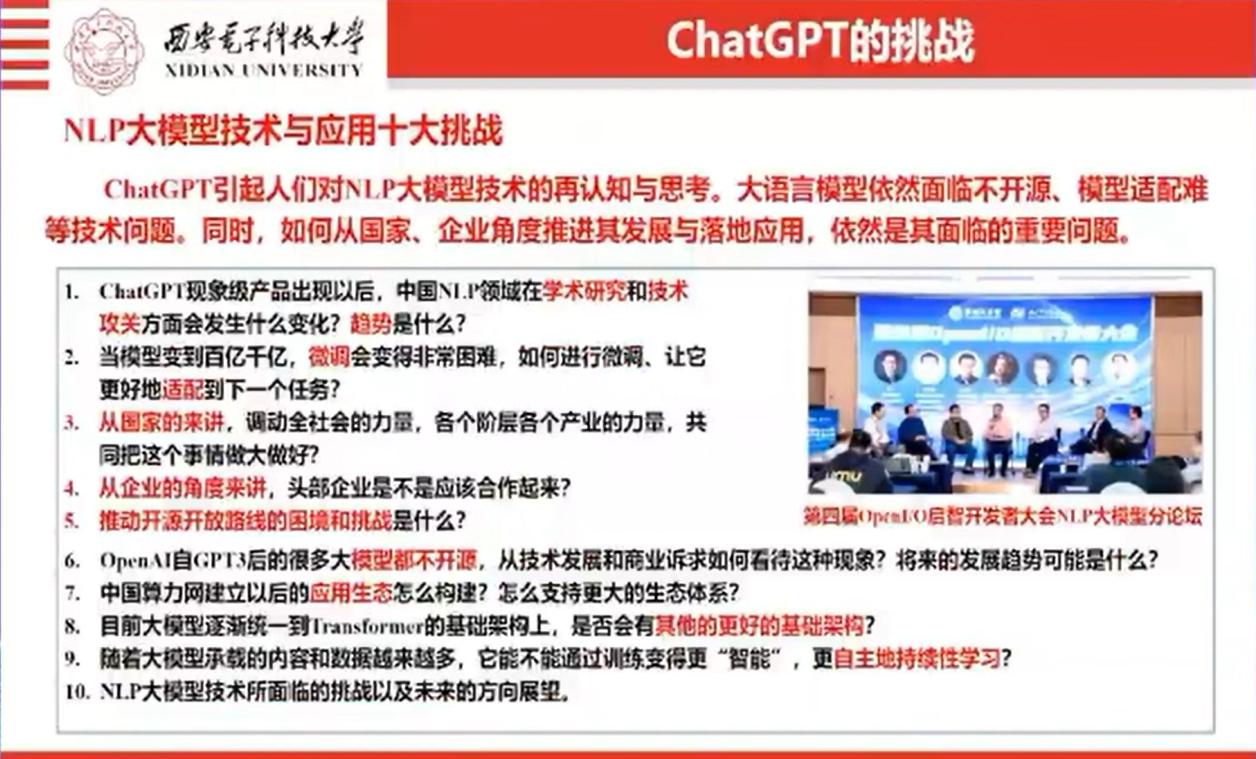 西安电子科技大学
XIDIAN UNIVERSITY
ChatGPT的挑战
NLP大模型技术与应用十大挑战
ChatGPT引起人们对NLP大模型技术的再认知与思考。大语言模型依然面临不开源、模型适配难
等技术问题。同时，如何从国家、企业角度推进其发展与落地应用，依然是其面临的重要问题。
1. ChatGPT现象级产品出现以后，中国NLP领域在学术研究和技术
攻关方面会发生什么变化？趋势是什么？
2. 当模型变到百亿千亿，微调会变得非常困难，如何进行微调、让它
更好地适配到下一个任务？
3. 从国家的来讲，调动全社会的力量，各个阶层各个产业的力量，共
同把这个事情做大做好？
4. 从企业的角度来讲，头部企业是不是应该合作起来？
5. 推动开源开放路线的困境和挑战是什么？
第四届OpenI/O启智开发者大会NLP大模型分论坛
6. OpenAI自GPT3后的很多大模型都不开源，从技术发展和商业诉求如何看待这种现象？将来的发展趋势可能是什么？
7. 中国算力网建立以后的应用生态怎么构建？怎么支持更大的生态体系？
8. 目前大模型逐渐统一到Transformer的基础架构上，是否会有其他的更好的基础架构？
9. 随着大模型承载的内容和数据越来越多，它能不能通过训练变得更“智能”，更自主地持续性学习？
10. NLP大模型技术所面临的挑战以及未来的方向展望。